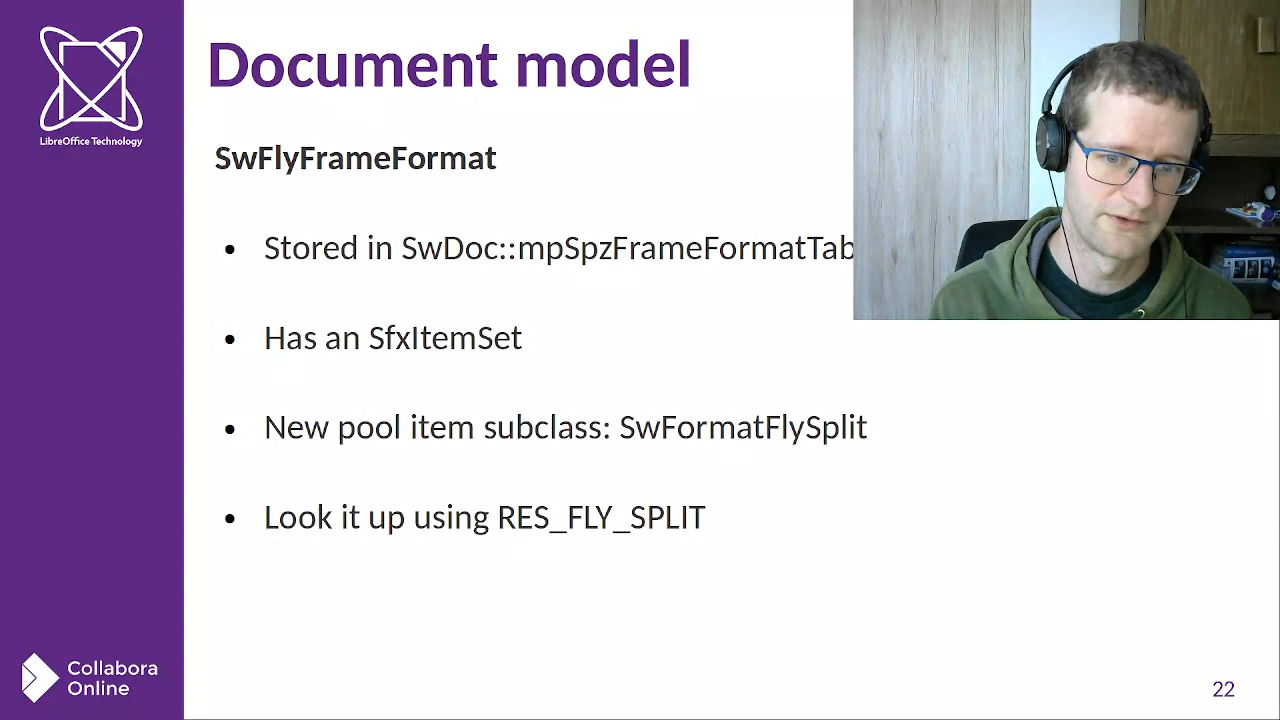 Document model
SwFlyFrameFormat
• Stored in SwDoc::mpSpzFrameFormatTab
• Has an SfxItemSet
• New pool item subclass: SwFormatFlySplit
• Look it up using RES_FLY_SPLIT
LibreOffice Technology
Collabora
Online
22